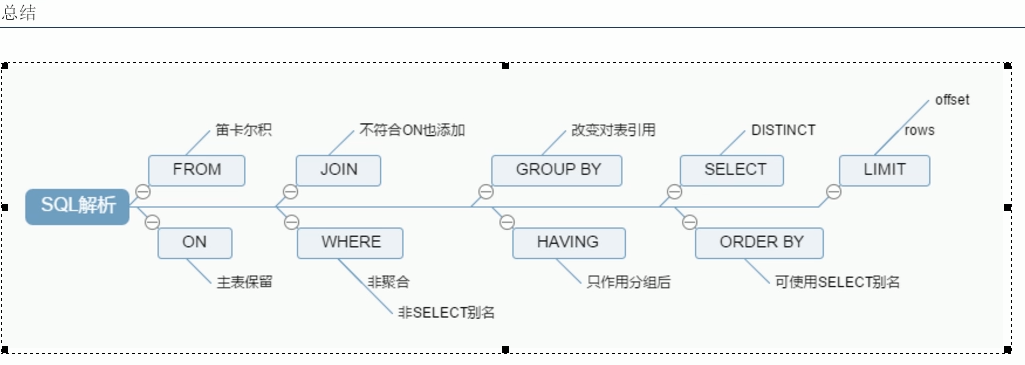 总结
offset
笛卡尔积
不符合ON也添加
改变对表引用
DISTINCT
rows
FROM
JOIN
GROUP BY
SELECT
LIMIT
SQL解析
ON
WHERE
HAVING
ORDER BY
主表保留
非聚合
只作用分组后
可使用SELECT别名
非SELECT别名